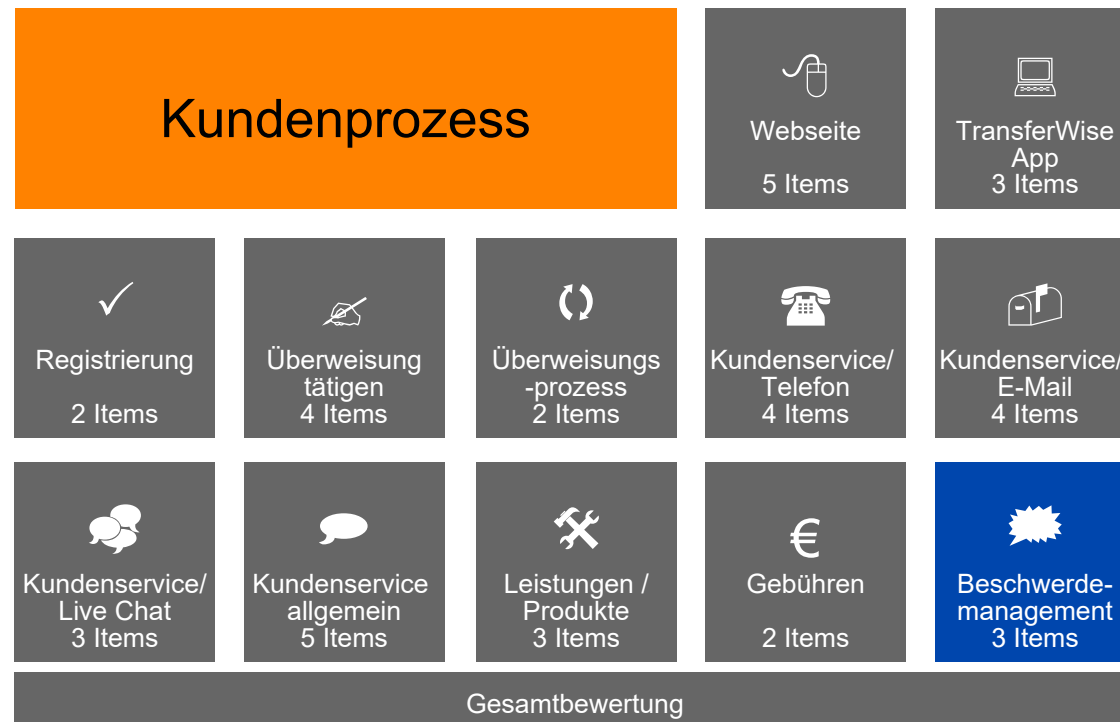 Kundenprozess
Webseite
5 Items
TransferWise
App
3 Items
Registrierung
2 Items
Überweisung
tätigen
4 Items
Überweisungs
-prozess
2 Items
Kundenservice/
Telefon
4 Items
Kundenservice/
E-Mail
4 Items
Kundenservice/
Live Chat
3 Items
Kundenservice
allgemein
5 Items
Leistungen /
Produkte
3 Items
€
Gebühren
2 Items
Beschwerde-
management
3 Items
Gesamtbewertung